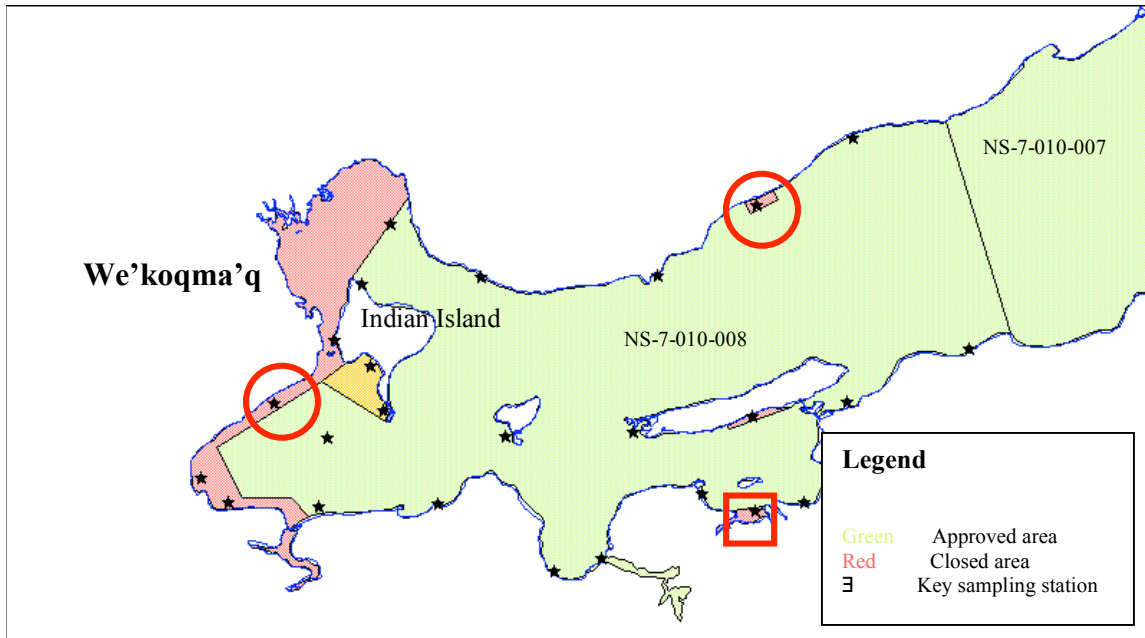 NS-7-010-007
We’koqma’q
Indian Island
NS-7-010-008
Legend
Green Approved area
Red Closed area
∃ Key sampling station